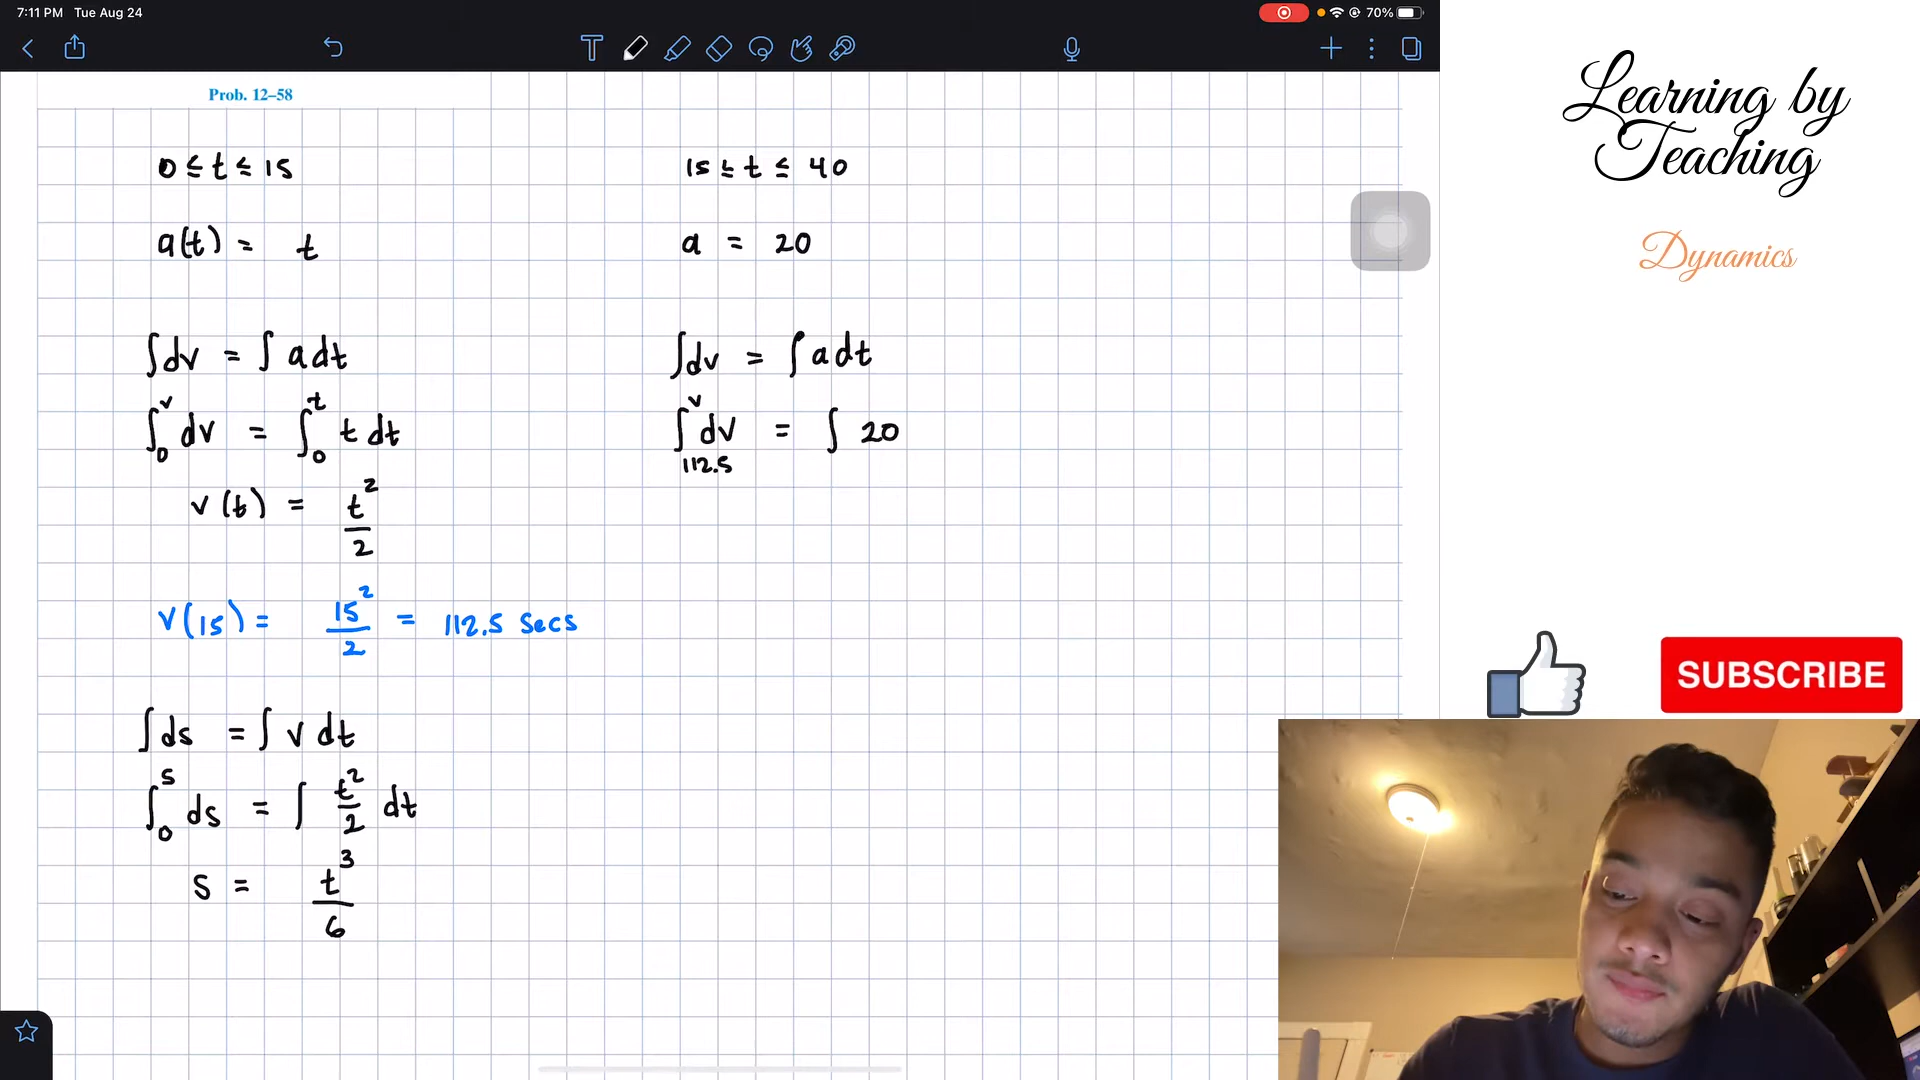 7:11 PM Tue Aug 24
70%
Prob. 12–58
0 ≤ t ≤ 15
a(t) = t
∫dv = ∫ a dt
∫₀ᵛ dv = ∫₀ᵗ t dt
v(t) = t²/2
v(15) = 15²/2 = 112.5 secs
∫ds = ∫ v dt
∫₀ˢ ds = ∫ t²/2 dt
s = t³/6
15 ≤ t ≤ 40
a = 20
∫dv = ∫ a dt
∫₁₁₂.₅ᵛ dv = ∫ 20
Learning by
Teaching
Dynamics
SUBSCRIBE